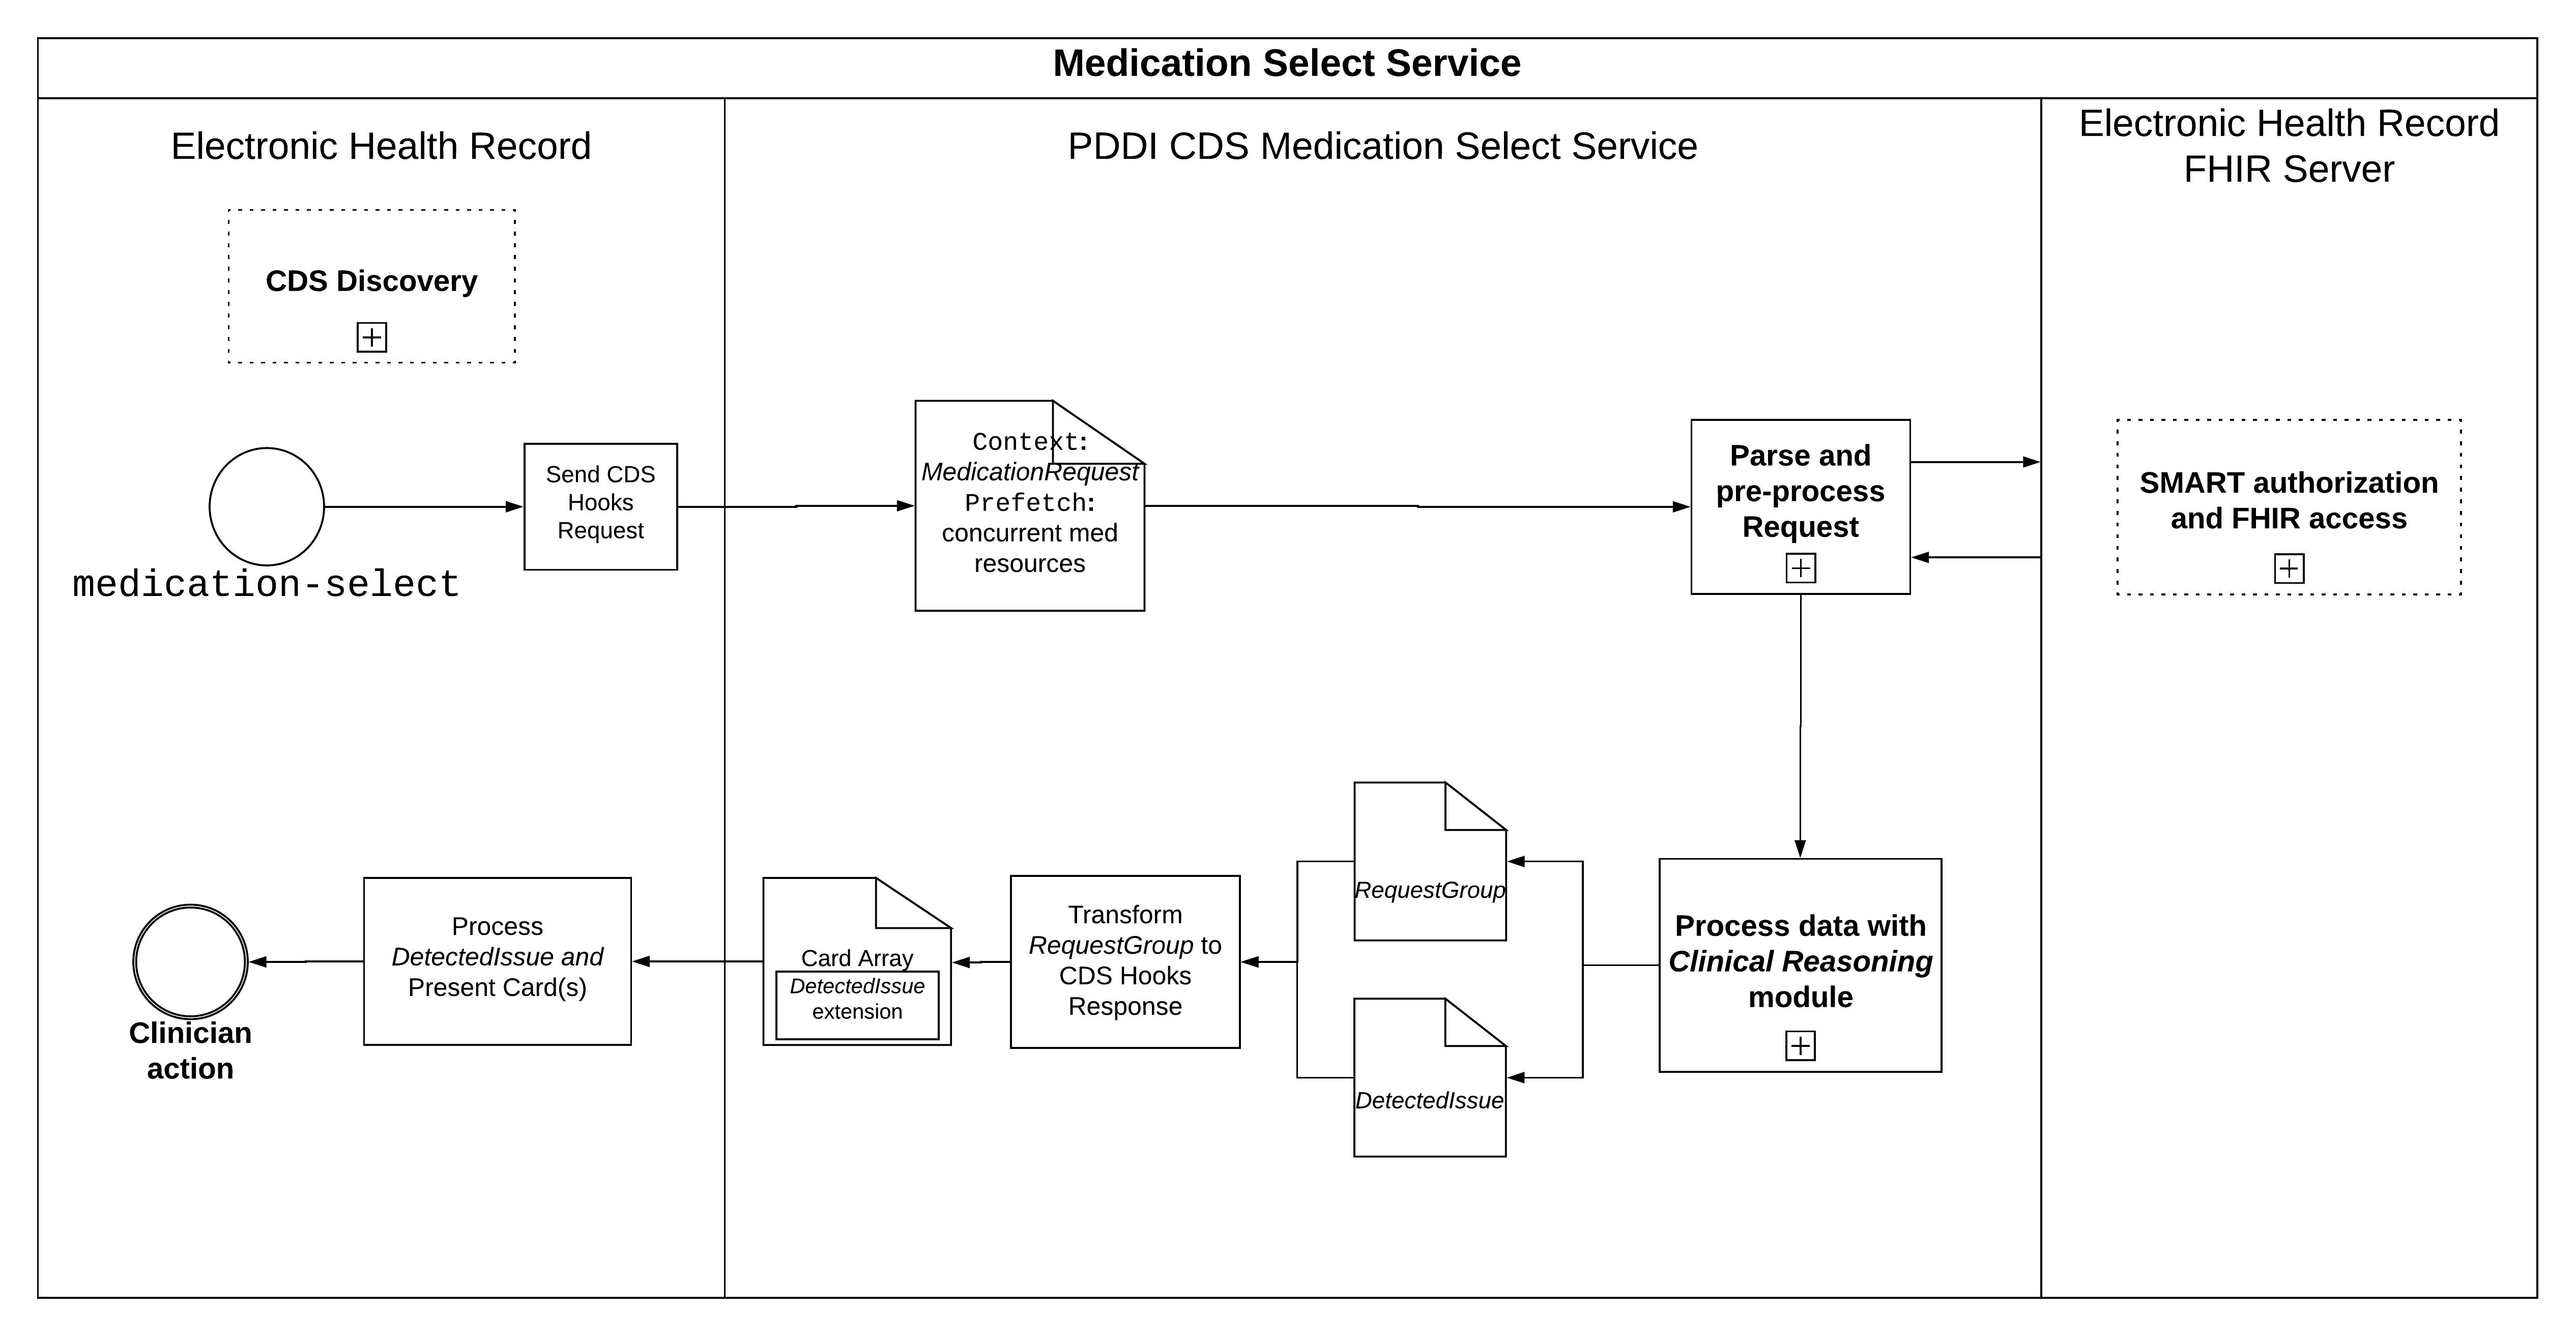 Medication Select Service
Electronic Health Record
PDDI CDS Medication Select Service
Electronic Health Record
FHIR Server
CDS Discovery
medication-select
Send CDS
Hooks
Request
Context:
MedicationRequest
Prefetch:
concurrent med
resources
Parse and
pre-process
Request
SMART authorization
and FHIR access
Process data with
Clinical Reasoning
module
RequestGroup
DetectedIssue
Transform
RequestGroup to
CDS Hooks
Response
Card Array
DetectedIssue
extension
Process
DetectedIssue and
Present Card(s)
Clinician
action